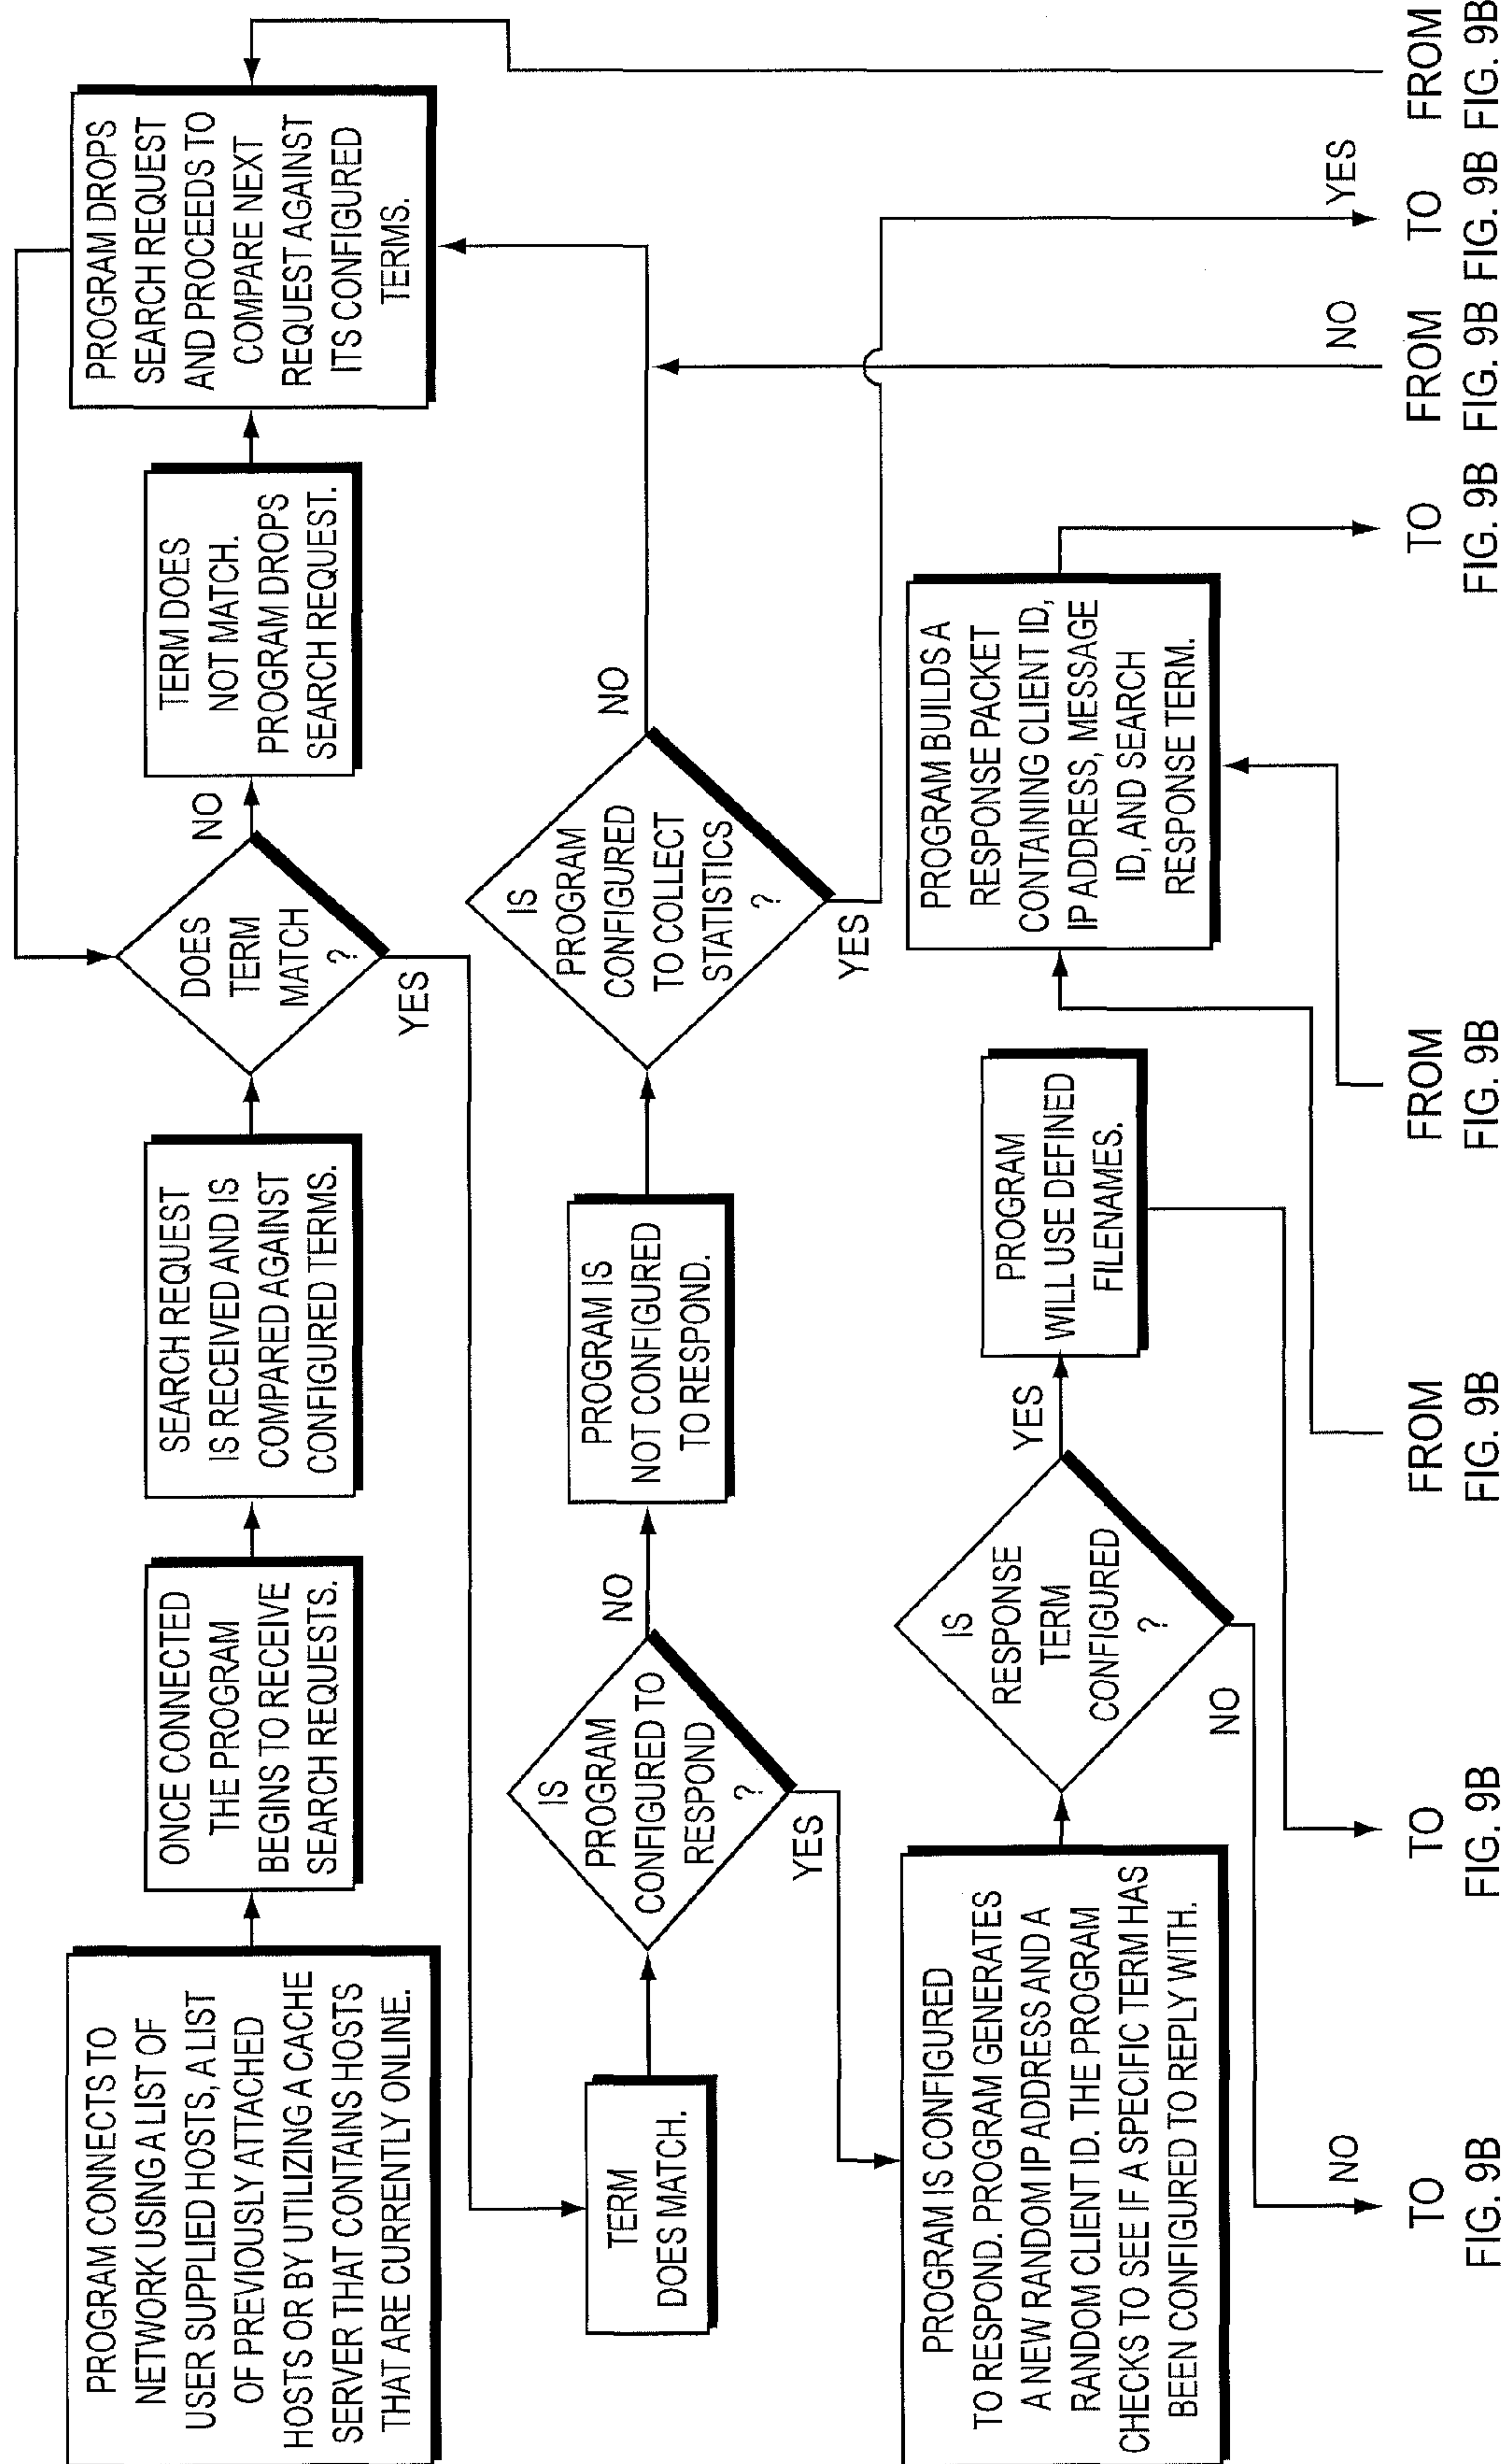 PROGRAM CONNECTS TO
NETWORK USING A LIST OF
USER SUPPLIED HOSTS, A LIST
OF PREVIOUSLY ATTACHED
HOSTS OR BY UTILIZING A CACHE
SERVER THAT CONTAINS HOSTS
THAT ARE CURRENTLY ONLINE.
ONCE CONNECTED
THE PROGRAM
BEGINS TO RECEIVE
SEARCH REQUESTS.
SEARCH REQUEST
IS RECEIVED AND IS
COMPARED AGAINST
CONFIGURED TERMS.
DOES
TERM
MATCH
?
NO
YES
TERM DOES
NOT MATCH.
PROGRAM DROPS
SEARCH REQUEST.
PROGRAM DROPS
SEARCH REQUEST
AND PROCEEDS TO
COMPARE NEXT
REQUEST AGAINST
ITS CONFIGURED
TERMS.
TERM
DOES MATCH.
IS
PROGRAM
CONFIGURED TO
RESPOND
?
NO
YES
PROGRAM IS
NOT CONFIGURED
TO RESPOND.
IS
PROGRAM
CONFIGURED
TO COLLECT
STATISTICS
?
NO
YES
PROGRAM IS CONFIGURED
TO RESPOND. PROGRAM GENERATES
A NEW RANDOM IP ADDRESS AND A
RANDOM CLIENT ID. THE PROGRAM
CHECKS TO SEE IF A SPECIFIC TERM HAS
BEEN CONFIGURED TO REPLY WITH.
IS
RESPONSE
TERM
CONFIGURED
?
YES
NO
PROGRAM
WILL USE DEFINED
FILENAMES.
PROGRAM BUILDS A
RESPONSE PACKET
CONTAINING CLIENT ID,
IP ADDRESS, MESSAGE
ID, AND SEARCH
RESPONSE TERM.
NO
NO
YES
TO
FIG. 9B
TO
FIG. 9B
FROM
FIG. 9B
FROM
FIG. 9B
TO
FIG. 9B
FROM
FIG. 9B
TO
FIG. 9B
FROM
FIG. 9B